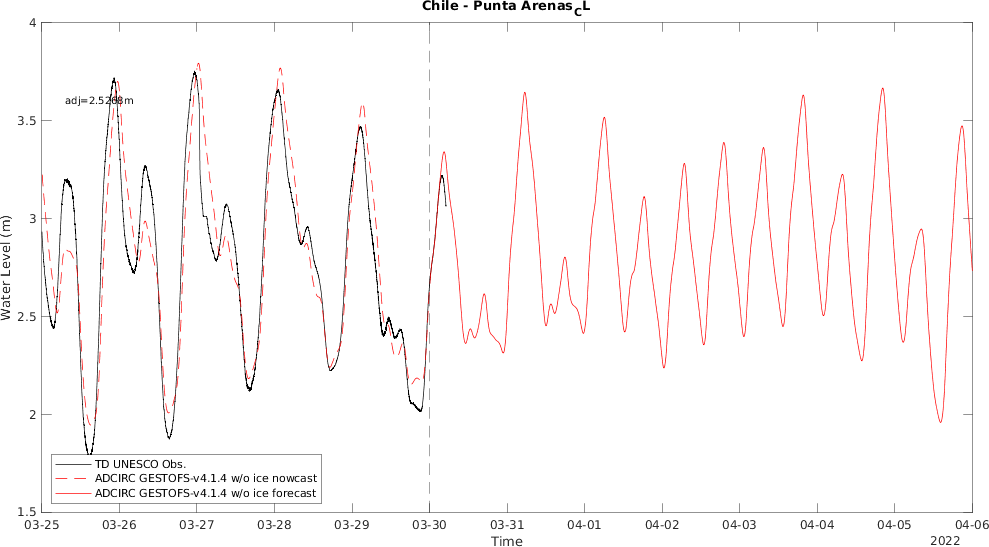 Chile - Punta Arenas_CL
4
adj=2.5268m
3.5
3
Water Level (m)
2.5
2
TD UNESCO Obs.
ADCIRC GESTOFS-v4.1.4 w/o ice nowcast
ADCIRC GESTOFS-v4.1.4 w/o ice forecast
1.5
03-25 03-26 03-27 03-28 03-29 03-30 03-31 04-01 04-02 04-03 04-04 04-05 04-06
Time
2022